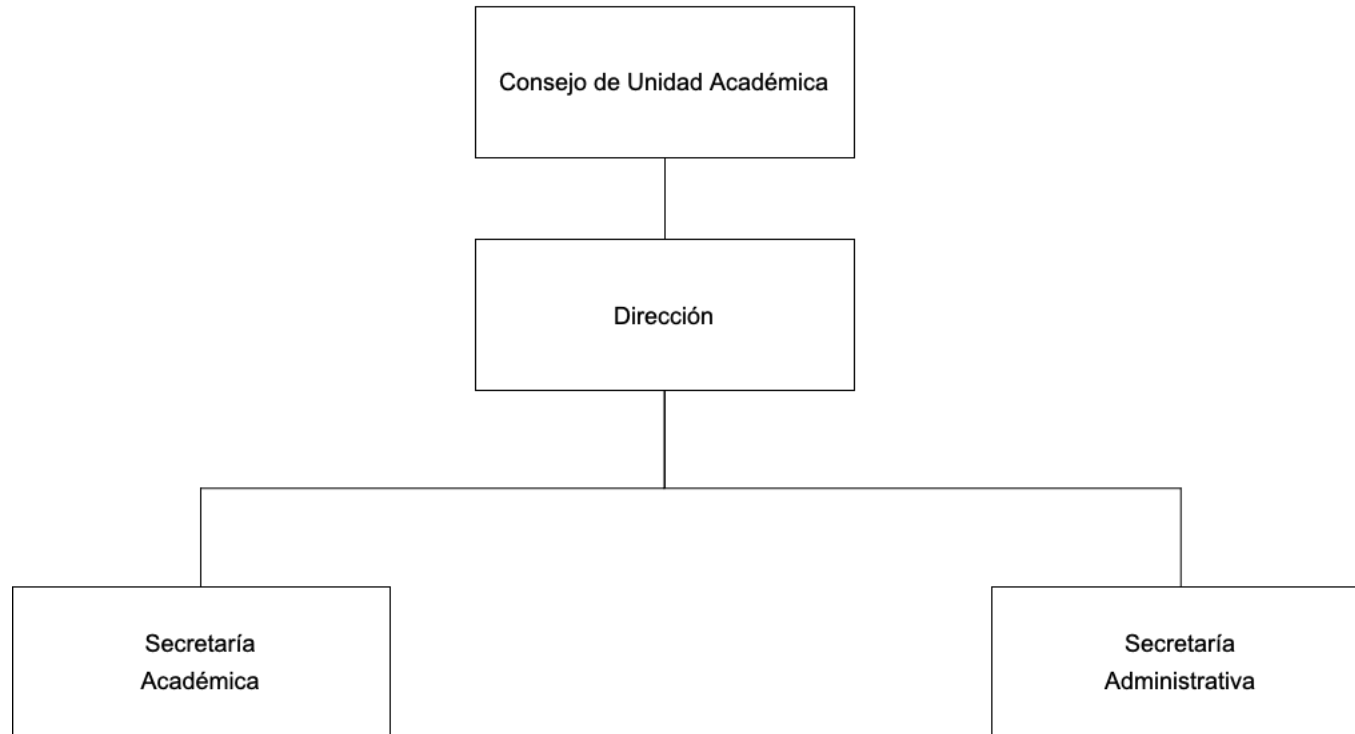 Consejo de Unidad Académica
Dirección
Secretaría
Académica
Secretaría
Administrativa